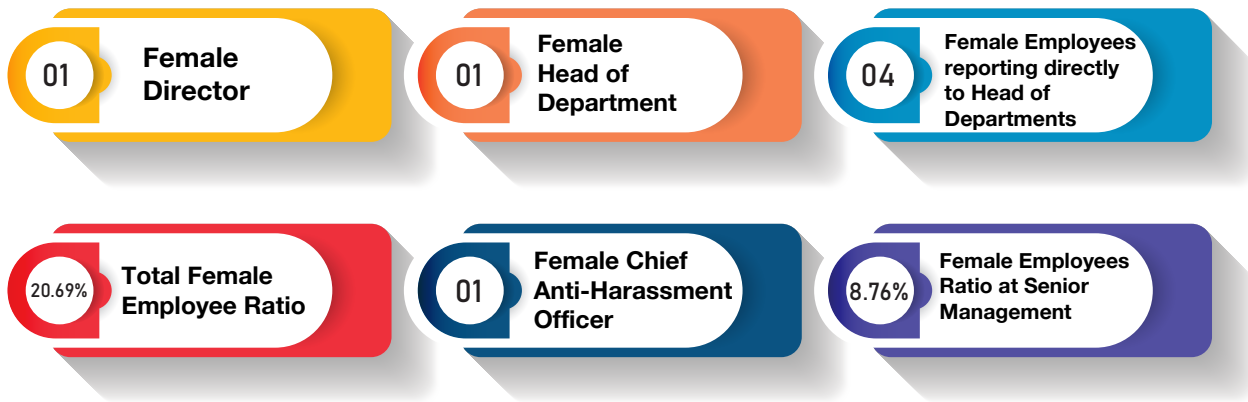 01
Female
Director
01
Female
Head of
Department
04
Female Employees
reporting directly
to Head of
Departments
20.69%
Total Female
Employee Ratio
01
Female Chief
Anti-Harassment
Officer
8.76%
Female Employees
Ratio at Senior
Management